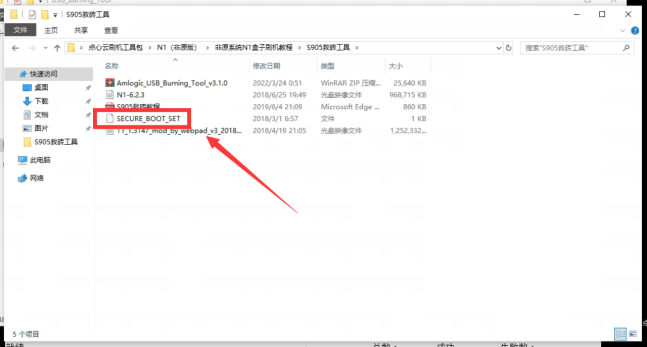 USB_Burning_Tool
S905救砖工具
文件 主页 共享 查看
点心云刷机工具包 > N1（非原版） > 非原系统N1盒子刷机教程 > S905救砖工具 >
搜索"S905救砖工具"
名称 修改日期 类型 大小
快速访问
桌面
下载
文档
图片
S905救砖工具
此电脑
网络
Amlogic_USB_Burning_Tool_v3.1.0 2022/3/24 0:51 WinRAR ZIP 压缩... 25,640 KB
N1-6.2.3 2018/6/25 19:49 光盘映像文件 968,715 KB
S905救砖教程 2019/6/4 21:09 Microsoft Edge ... 860 KB
SECURE_BOOT_SET 2018/3/1 6:57 文件 1 KB
T1_1.3147_mod_by_webpad_v3_2018... 2018/4/19 21:05 光盘映像文件 1,252,332...
5 个项目
总数： 成功 失败数：